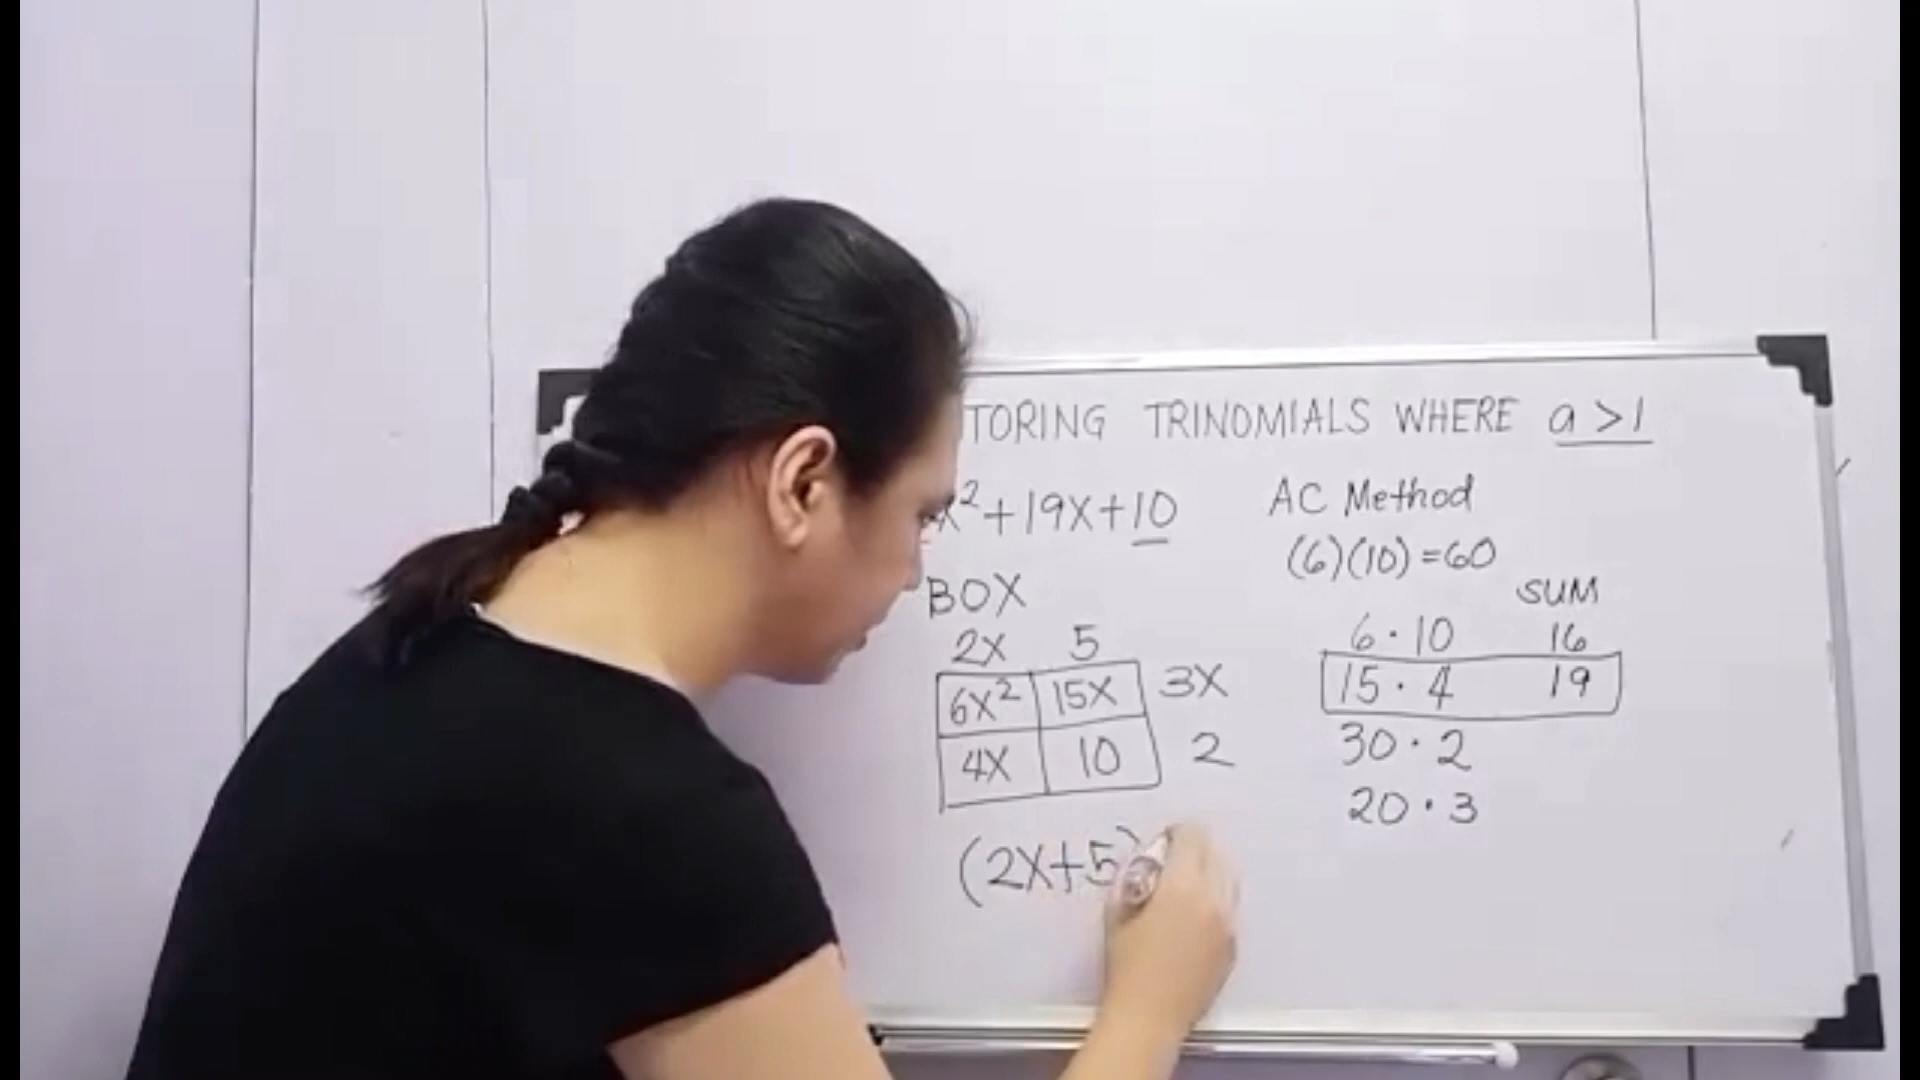 TORING TRINOMIALS WHERE a > 1
x² + 19x + 10
BOX
2x 5
6x² 15x 3x
4x 10 2
(2x+5)
AC Method
(6)(10) = 60
SUM
6 · 10 16
15 · 4 19
30 · 2
20 · 3